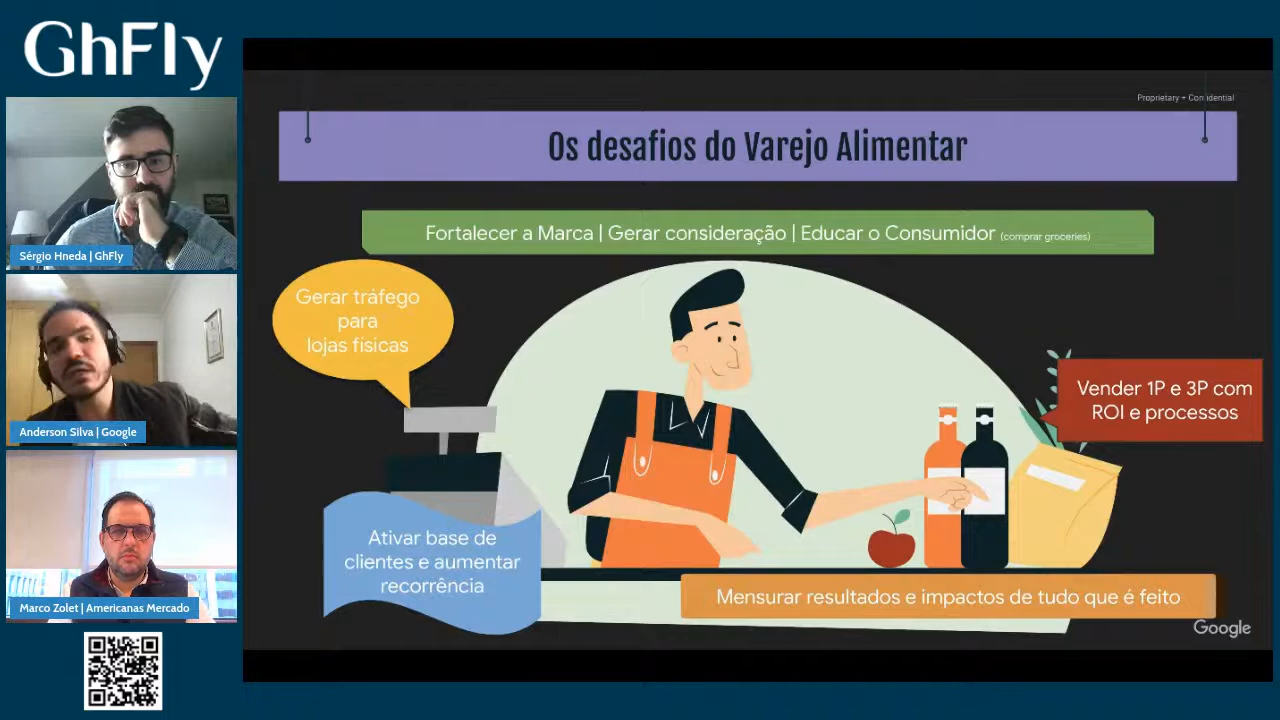 GhFly
Sérgio Hneda | GhFly
Anderson Silva | Google
Marco Zolet | Americanas Mercado
Proprietary + Confidential
Os desafios do Varejo Alimentar
Fortalecer a Marca | Gerar consideração | Educar o Consumidor (comprar groceries)
Gerar tráfego
para
lojas físicas
Vender 1P e 3P com
ROI e processos
Ativar base de
clientes e aumentar
recorrência
Mensurar resultados e impactos de tudo que é feito
Google